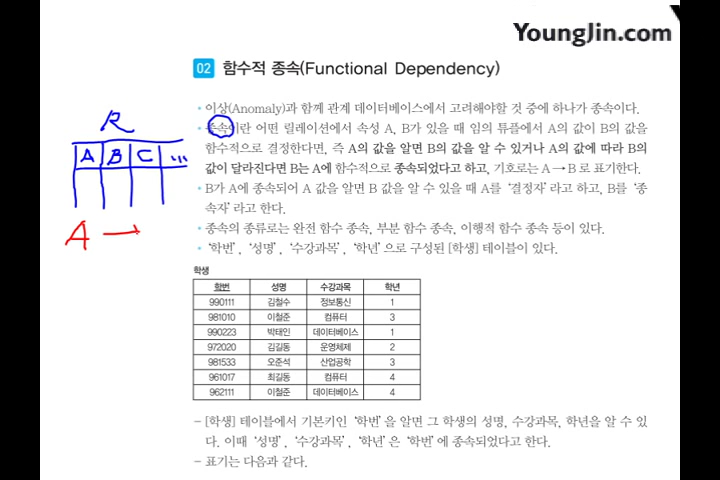 YoungJin.com
02 함수적 종속(Functional Dependency)
• 이상(Anomaly)과 함께 관계 데이터베이스에서 고려해야할 것 중에 하나가 종속이다.
• 종속이란 어떤 릴레이션에서 속성 A, B가 있을 때 임의 튜플에서 A의 값이 B의 값을
함수적으로 결정한다면, 즉 A의 값을 알면 B의 값을 알 수 있거나 A의 값에 따라 B의
값이 달라진다면 B는 A에 함수적으로 종속되었다고 하고, 기호로는 A→B 로 표기한다.
• B가 A에 종속되어 A 값을 알면 B 값을 알 수 있을 때 A를 ‘결정자’ 라고 하고, B를 ‘종
속자’ 라고 한다.
• 종속의 종류로는 완전 함수 종속, 부분 함수 종속, 이행적 함수 종속 등이 있다.
• ‘학번’, ‘성명’, ‘수강과목’, ‘학년’ 으로 구성된 [학생] 테이블이 있다.
R
A B C ...
A →
학생
학번 성명 수강과목 학년
990111 김철수 정보통신 1
981010 이철준 컴퓨터 3
990223 박태인 데이터베이스 1
972020 김길동 운영체제 2
981533 오준석 산업공학 3
961017 최길동 컴퓨터 4
962111 이철준 데이터베이스 4
– [학생] 테이블에서 기본키인 ‘학번’ 을 알면 그 학생의 성명, 수강과목, 학년을 알 수 있
다. 이때 ‘성명’, ‘수강과목’, ‘학년’ 은 ‘학번’ 에 종속되었다고 한다.
– 표기는 다음과 같다.